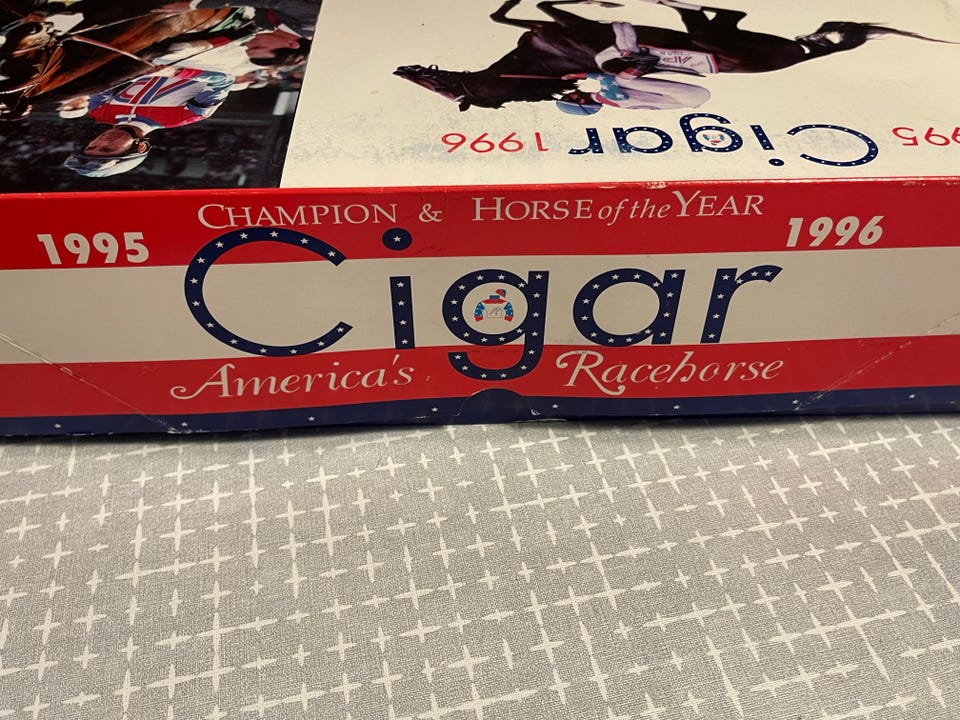 995 Cigar 1996
CHAMPION & HORSE of the YEAR
1995 1996
Cigar
America's Racehorse